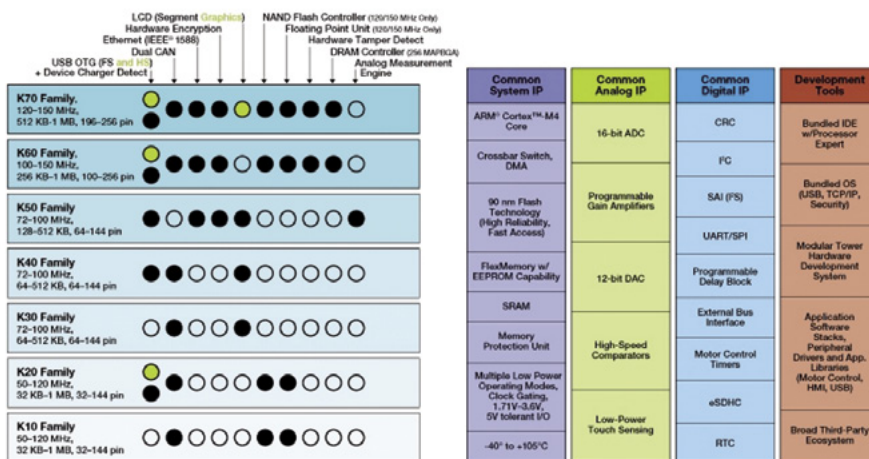 LCD (Segment Graphics)
Hardware Encryption
Ethernet (IEEE® 1588)
Dual CAN
USB OTG (FS and HS)
+ Device Charger Detect
NAND Flash Controller (120/150 MHz Only)
Floating Point Unit (120/150 MHz Only)
Hardware Tamper Detect
DRAM Controller (256 MAPBGA)
Analog Measurement
Engine
K70 Family,
120–150 MHz,
512 KB-1 MB, 196–256 pin
K60 Family,
100–150 MHz,
256 KB–1 MB, 100–256 pin
K50 Family
72–100 MHz,
128–512 KB, 64–144 pin
K40 Family
72–100 MHz,
64–512 KB, 64–144 pin
K30 Family
72–100 MHz,
64–512 KB, 64–144 pin
K20 Family
50–120 MHz,
32 KB–1 MB, 32–144 pin
K10 Family
50–120 MHz,
32 KB–1 MB, 32–144 pin
Common
System IP
ARM® Cortex™-M4
Core
Crossbar Switch,
DMA
90 nm Flash
Technology
(High Reliability,
Fast Access)
FlexMemory w/
EEPROM Capability
SRAM
Memory
Protection Unit
Multiple Low Power
Operating Modes,
Clock Gating,
1.71V–3.6V,
5V tolerant I/O
-40° to +105°C
Common
Analog IP
16-bit ADC
Programmable
Gain Amplifiers
12-bit DAC
High-Speed
Comparators
Low-Power
Touch Sensing
Common
Digital IP
CRC
I²C
SAI (FS)
UART/SPI
Programmable
Delay Block
External Bus
Interface
Motor Control
Timers
eSDHC
RTC
Development
Tools
Bundled IDE
w/Processor
Expert
Bundled OS
(USB, TCP/IP,
Security)
Modular Tower
Hardware
Development
System
Application
Software
Stacks,
Peripheral
Drivers and App.
Libraries
(Motor Control,
HMI, USB)
Broad Third-Party
Ecosystem